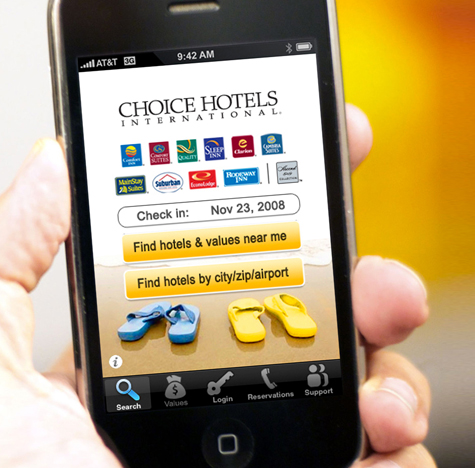 AT&T 3G 9:42 AM
CHOICE HOTELS
INTERNATIONAL®
Comfort Inn COMFORT SUITES QUALITY SLEEP INN Clarion CAMBRIA SUITES
MainStay Suites Suburban EconoLodge RODEWAY INN Ascend
Check in: Nov 23, 2008
Find hotels & values near me
Find hotels by city/zip/airport
i
Search Values Login Reservations Support